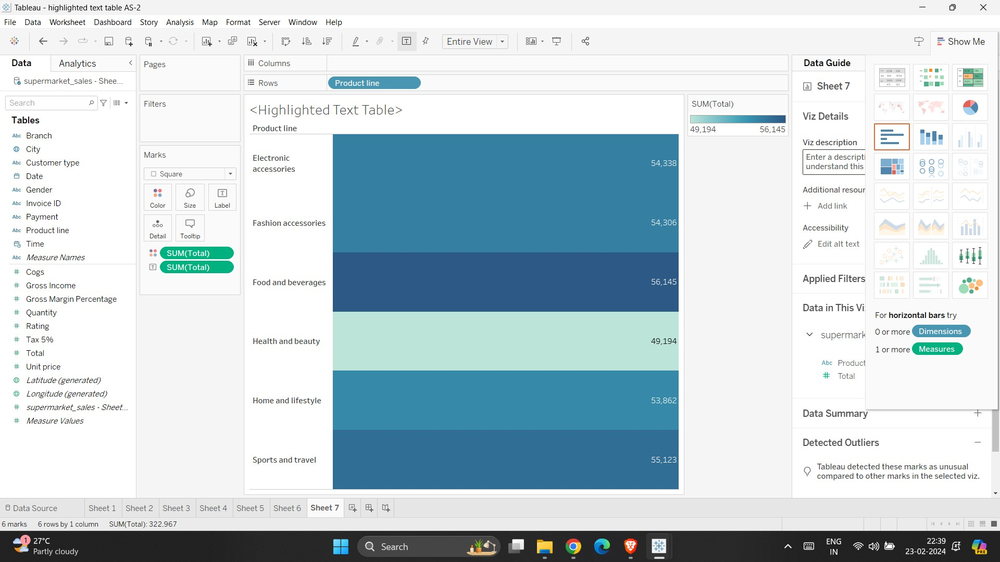 Tableau - highlighted text table AS-2
File Data Worksheet Dashboard Story Analysis Map Format Server Window Help
Entire View
Show Me
Data Analytics
supermarket_sales - Shee...
Search
Tables
Abc Branch
City
Abc Customer type
Date
Abc Gender
Abc Invoice ID
Abc Payment
Abc Product line
Time
Abc Measure Names
# Cogs
# Gross Income
# Gross Margin Percentage
# Quantity
# Rating
# Tax 5%
# Total
# Unit price
Latitude (generated)
Longitude (generated)
# supermarket_sales - Sheet...
# Measure Values
Pages
Filters
Marks
Square
Color Size Label
Detail Tooltip
SUM(Total)
SUM(Total)
Columns
Rows Product line
<Highlighted Text Table>
Product line
Electronic
accessories
54,338
Fashion accessories 54,306
Food and beverages 56,145
Health and beauty 49,194
Home and lifestyle 53,862
Sports and travel 55,123
SUM(Total)
49,194 56,145
Data Guide
Sheet 7
Viz Details
Viz description
Enter a descripti
understand this
Additional resour
Add link
Accessibility
Edit alt text
Applied Filters
Data in This Vi
supermark
Abc Product
# Total
Data Summary
Detected Outliers
Tableau detected these marks as unusual
compared to other marks in the selected viz.
For horizontal bars try
0 or more Dimensions
1 or more Measures
Data Source Sheet 1 Sheet 2 Sheet 3 Sheet 4 Sheet 5 Sheet 6 Sheet 7
6 marks 6 rows by 1 column SUM(Total): 322,967
1
27°C
Partly cloudy
Search
ENG
IN
22:39
23-02-2024
PRE